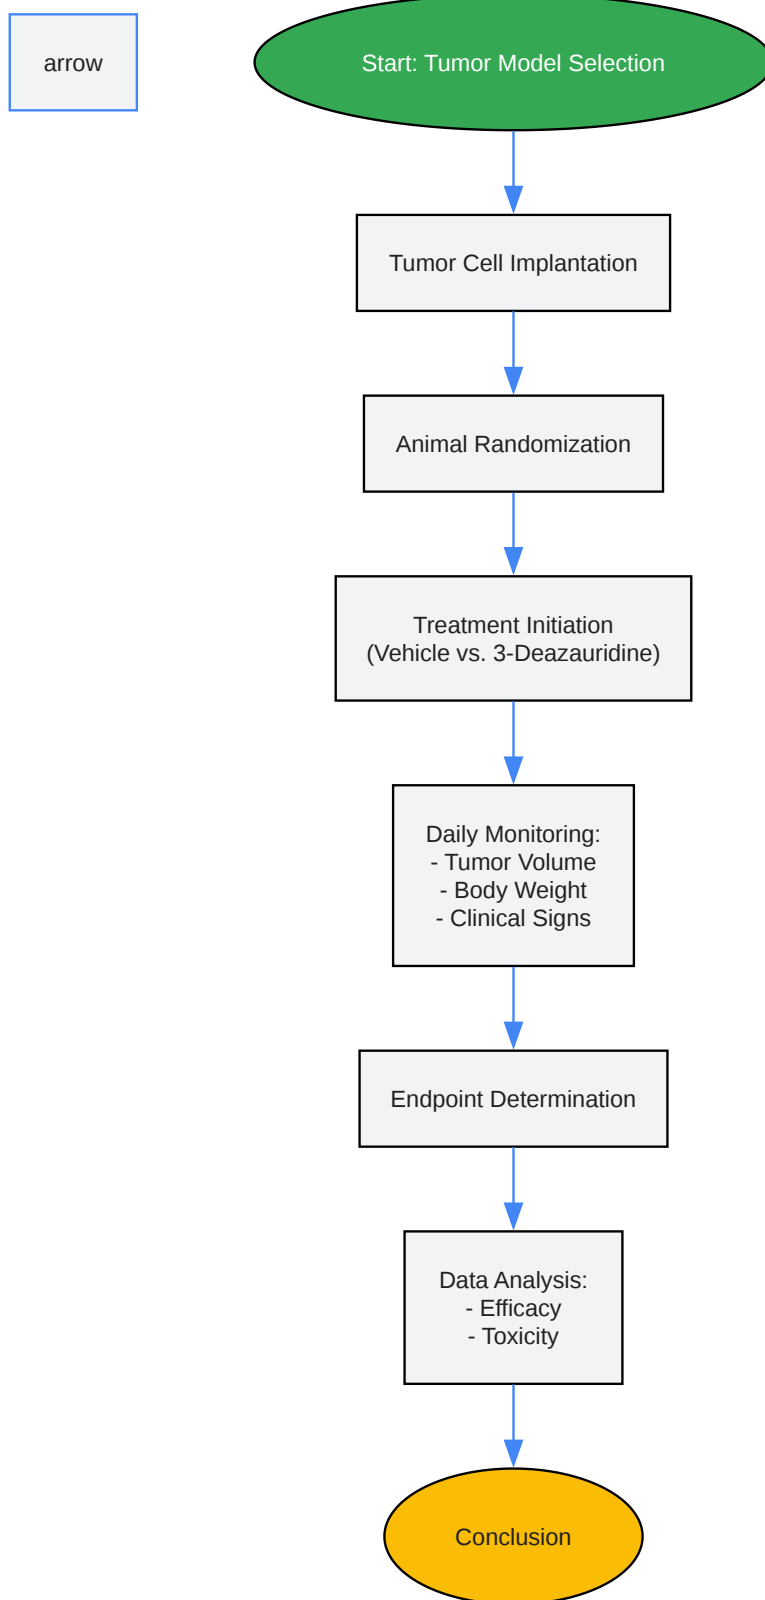 arrow
Start: Tumor Model Selection
Tumor Cell Implantation
Animal Randomization
Treatment Initiation
(Vehicle vs. 3-Deazauridine)
Daily Monitoring:
- Tumor Volume
- Body Weight
- Clinical Signs
Endpoint Determination
Data Analysis:
- Efficacy
- Toxicity
Conclusion